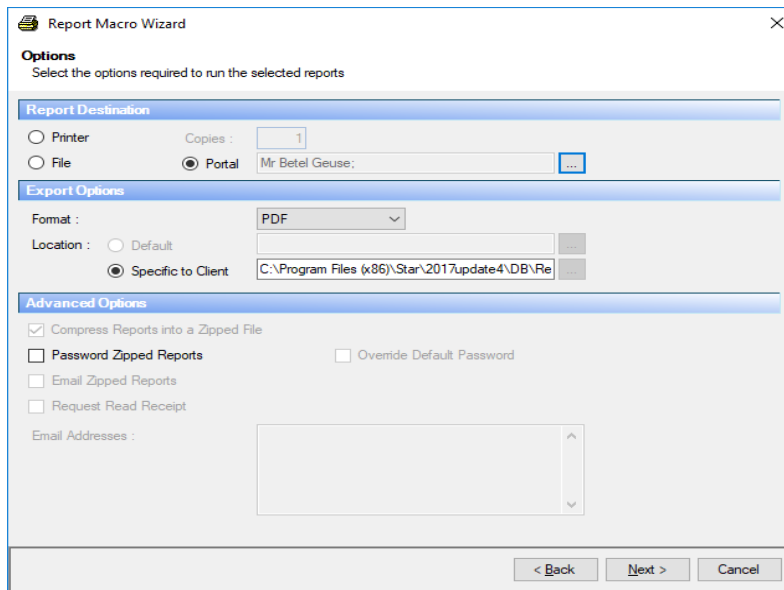 Report Macro Wizard
Options
Select the options required to run the selected reports
Report Destination
Printer Copies : 1
File Portal Mr Betel Geuse; ...
Export Options
Format : PDF
Location : Default ...
Specific to Client C:\Program Files (x86)\Star\2017update4\DB\Re ...
Advanced Options
Compress Reports into a Zipped File
Password Zipped Reports Override Default Password
Email Zipped Reports
Request Read Receipt
Email Addresses :
< Back Next > Cancel